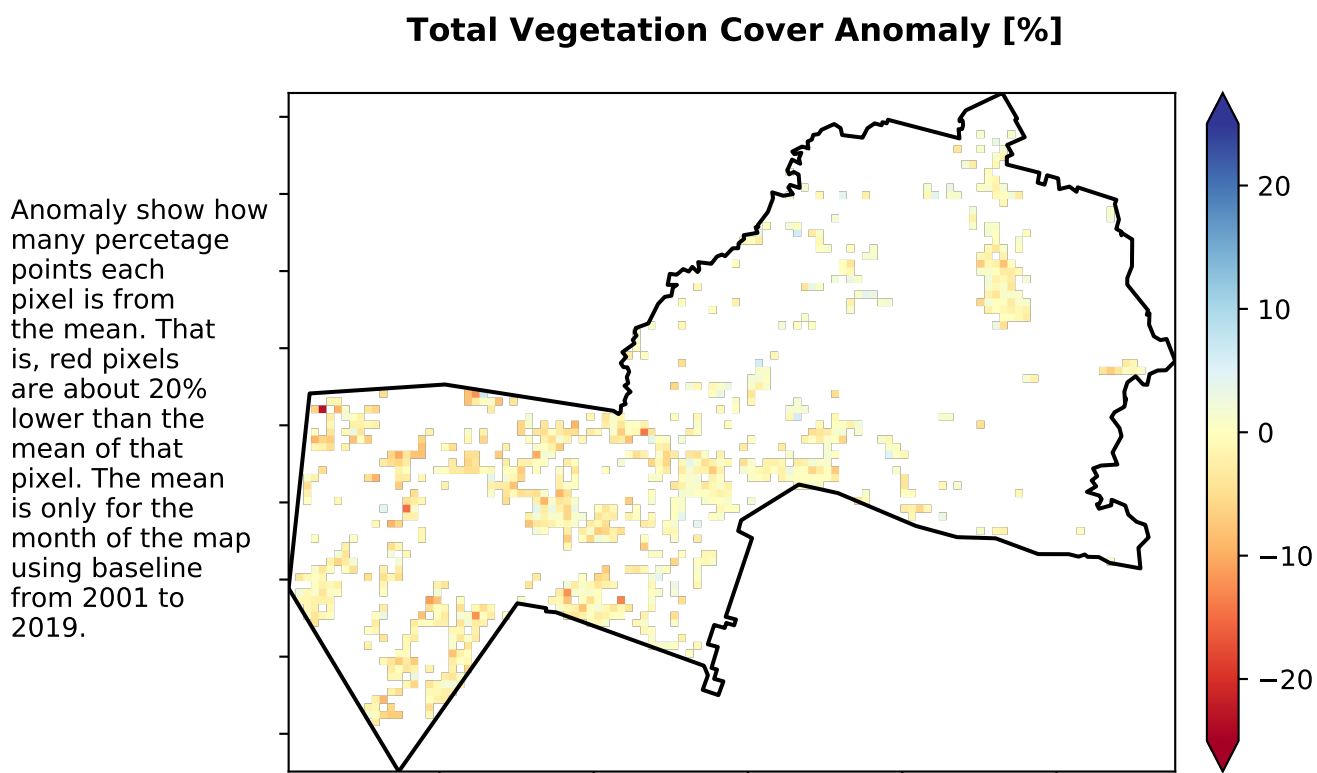 Total Vegetation Cover Anomaly [%]
Anomaly show how
many percetage
points each
pixel is from
the mean. That
is, red pixels
are about 20%
lower than the
mean of that
pixel. The mean
is only for the
month of the map
using baseline
from 2001 to
2019.
20
10
0
−10
−20